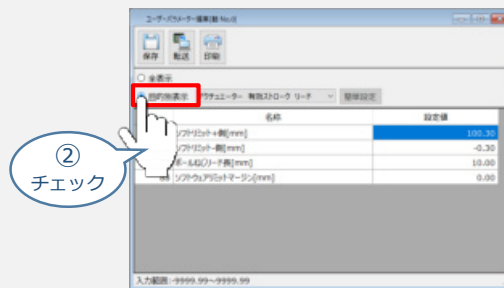 ユーザパラメーター編集[軸 No.0]
保存 転送 印刷
全表示
目的別表示 アクチュエーター 有効ストローク リード 簡単設定
名称 設定値
ソフトリミット+側[mm] 100.30
ソフトリミット-側[mm] -0.30
ボールねじリード長[mm] 10.00
ソフトウェアリミットマージン[mm] 0.00
②
チェック
入力範囲:-9999.99~9999.99